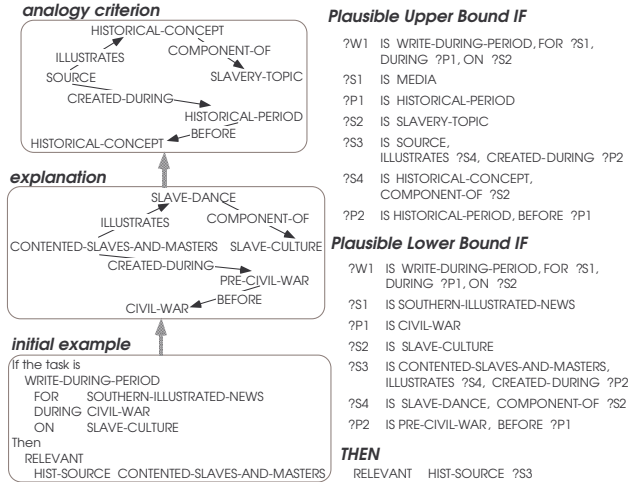 analogy criterion
HISTORICAL-CONCEPT
ILLUSTRATES
COMPONENT-OF
SOURCE
SLAVERY-TOPIC
CREATED-DURING
HISTORICAL-PERIOD
BEFORE
HISTORICAL-CONCEPT
explanation
SLAVE-DANCE
ILLUSTRATES
COMPONENT-OF
CONTENTED-SLAVES-AND-MASTERS SLAVE-CULTURE
CREATED-DURING
PRE-CIVIL-WAR
BEFORE
CIVIL-WAR
initial example
If the task is
WRITE-DURING-PERIOD
FOR SOUTHERN-ILLUSTRATED-NEWS
DURING CIVIL-WAR
ON SLAVE-CULTURE
Then
RELEVANT
HIST-SOURCE CONTENTED-SLAVES-AND-MASTERS
Plausible Upper Bound IF
?W1 IS WRITE-DURING-PERIOD, FOR ?S1,
DURING ?P1, ON ?S2
?S1 IS MEDIA
?P1 IS HISTORICAL-PERIOD
?S2 IS SLAVERY-TOPIC
?S3 IS SOURCE,
ILLUSTRATES ?S4, CREATED-DURING ?P2
?S4 IS HISTORICAL-CONCEPT,
COMPONENT-OF ?S2
?P2 IS HISTORICAL-PERIOD, BEFORE ?P1
Plausible Lower Bound IF
?W1 IS WRITE-DURING-PERIOD, FOR ?S1,
DURING ?P1, ON ?S2
?S1 IS SOUTHERN-ILLUSTRATED-NEWS
?P1 IS CIVIL-WAR
?S2 IS SLAVE-CULTURE
?S3 IS CONTENTED-SLAVES-AND-MASTERS,
ILLUSTRATES ?S4, CREATED-DURING ?P2
?S4 IS SLAVE-DANCE, COMPONENT-OF ?S2
?P2 IS PRE-CIVIL-WAR, BEFORE ?P1
THEN
RELEVANT HIST-SOURCE ?S3